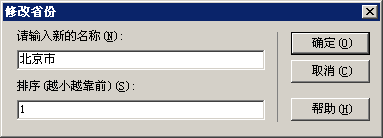 修改省份
请输入新的名称(N):
北京市
排序(越小越靠前)(S):
1
确定(O)
取消(C)
帮助(H)